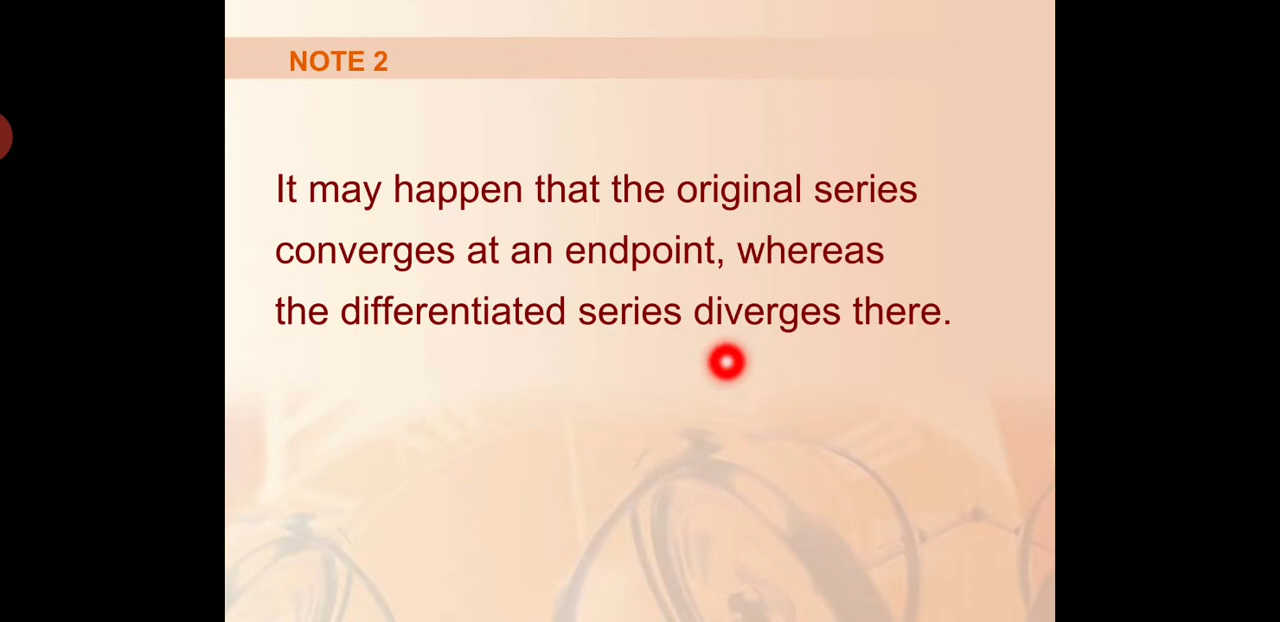 NOTE 2
It may happen that the original series
converges at an endpoint, whereas
the differentiated series diverges there.